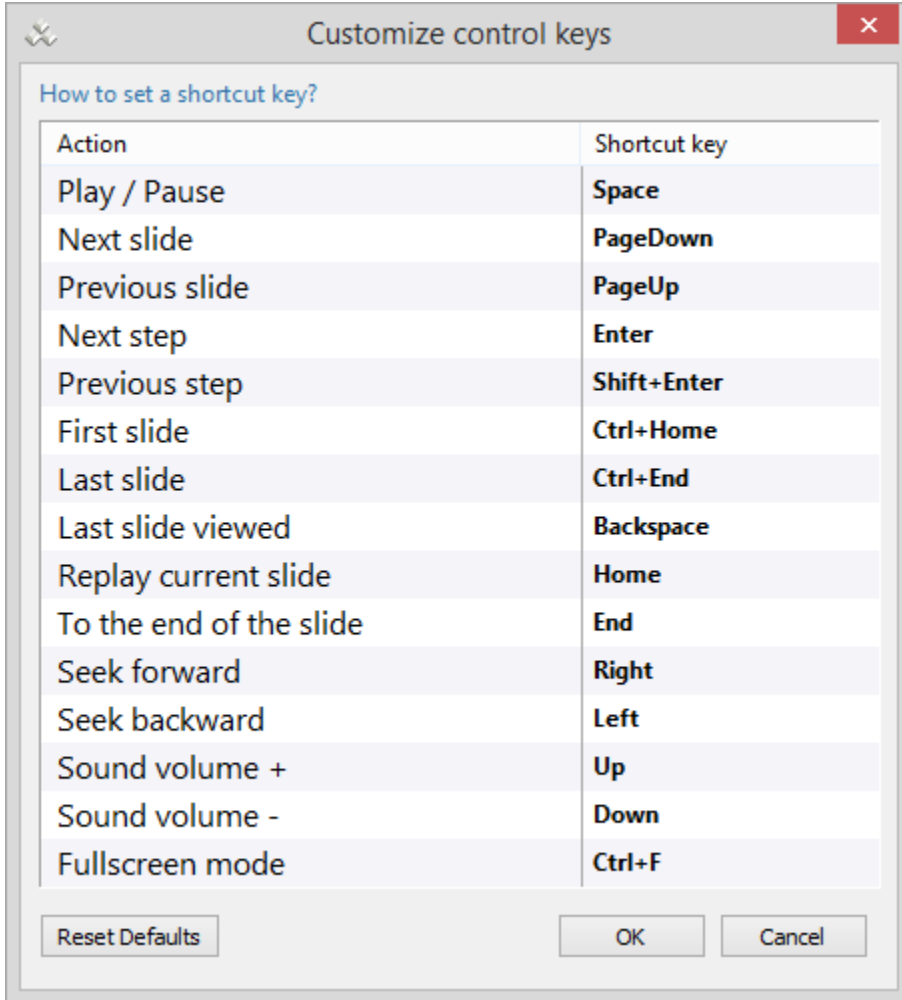 Customize control keys
How to set a shortcut key?
Action Shortcut key
Play / Pause Space
Next slide PageDown
Previous slide PageUp
Next step Enter
Previous step Shift+Enter
First slide Ctrl+Home
Last slide Ctrl+End
Last slide viewed Backspace
Replay current slide Home
To the end of the slide End
Seek forward Right
Seek backward Left
Sound volume + Up
Sound volume - Down
Fullscreen mode Ctrl+F
Reset Defaults OK Cancel